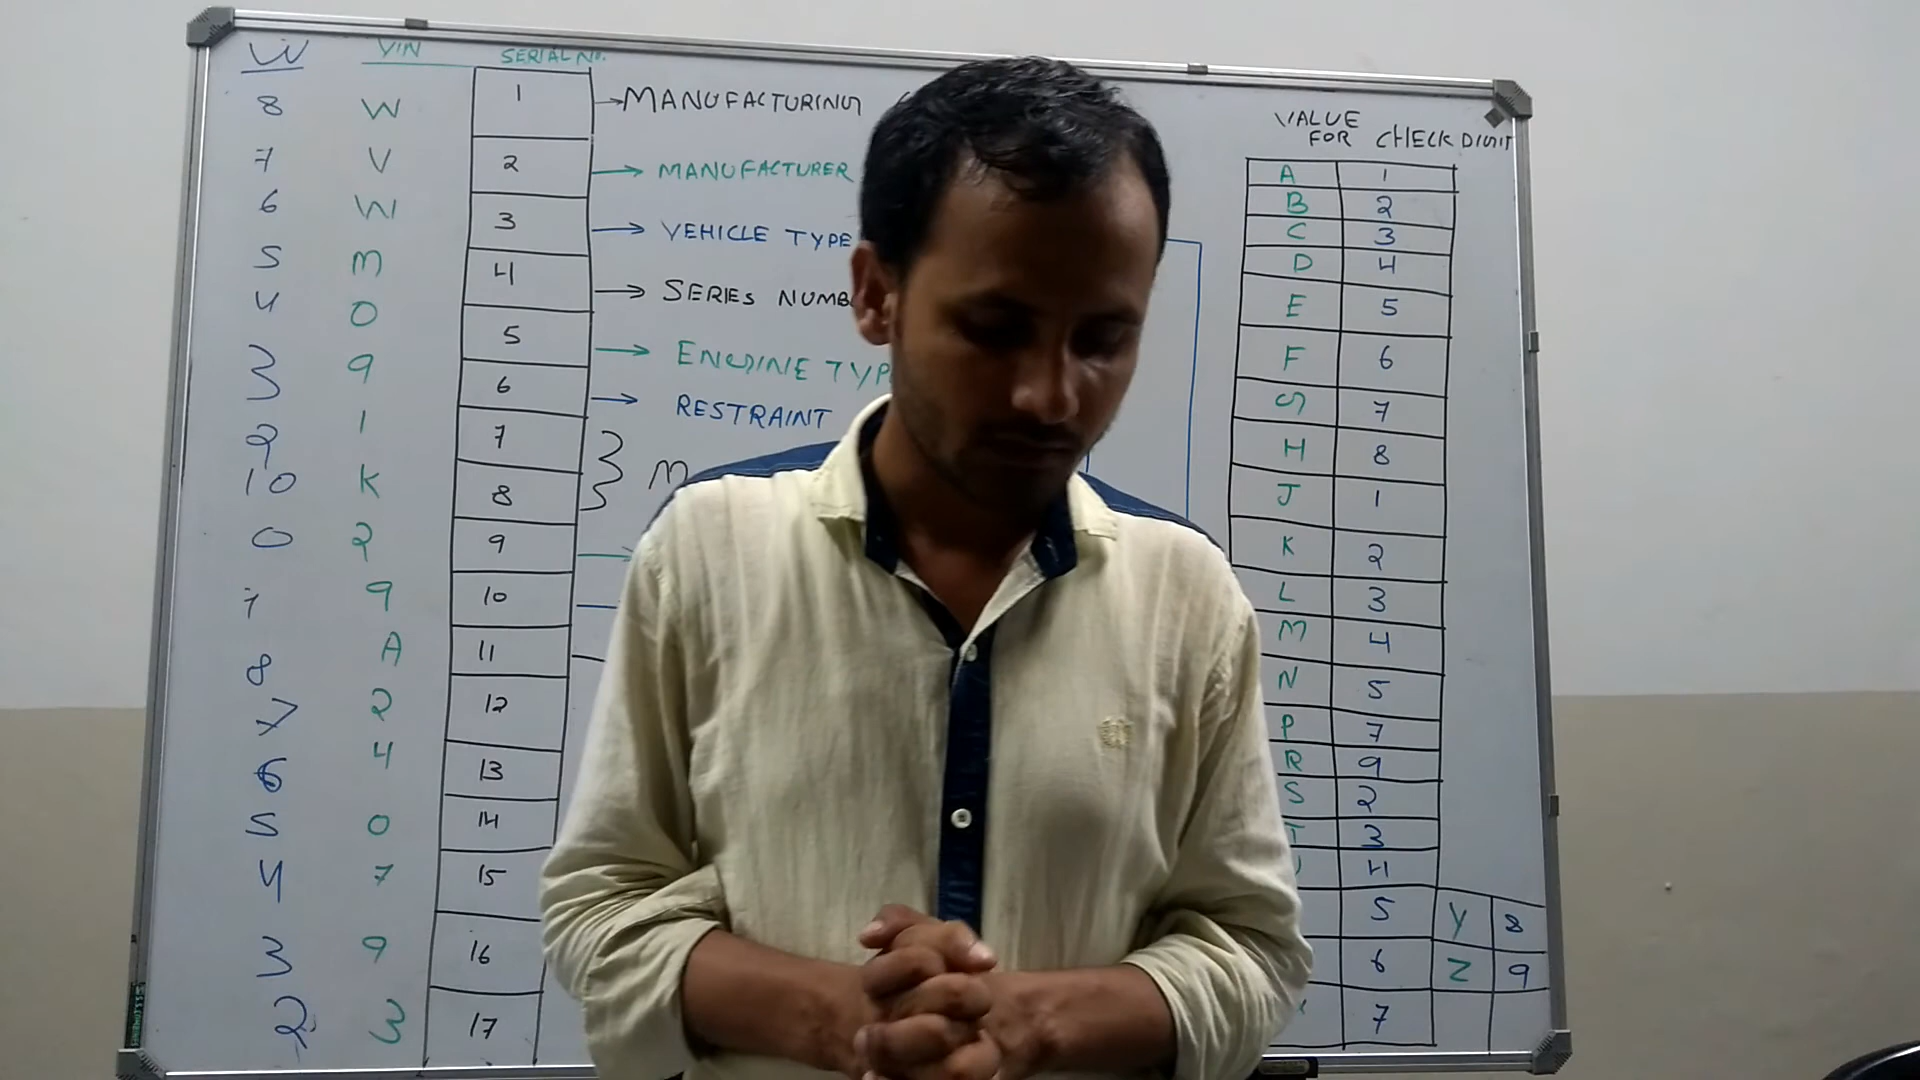 W VIN SERIAL No.
8 W 1 MANUFACTURING
7 V 2 MANUFACTURER
6 W 3 VEHICLE TYPE
5 M 4 SERIES NUMB
4 0 5 ENGINE TYP
3 9 6 RESTRAINT
2 1 7
10 K 8 M
0 2 9
9 10
8 A 11
7 2 12
6 4 13
5 0 14
4 7 15
3 9 16
2 3 17
VALUE
FOR CHECK DIGIT
A 1
B 2
C 3
D 4
E 5
F 6
G 7
H 8
J 1
K 2
L 3
M 4
N 5
P 7
R 9
S 2
T 3
4
5 Y 8
6 Z 9
7